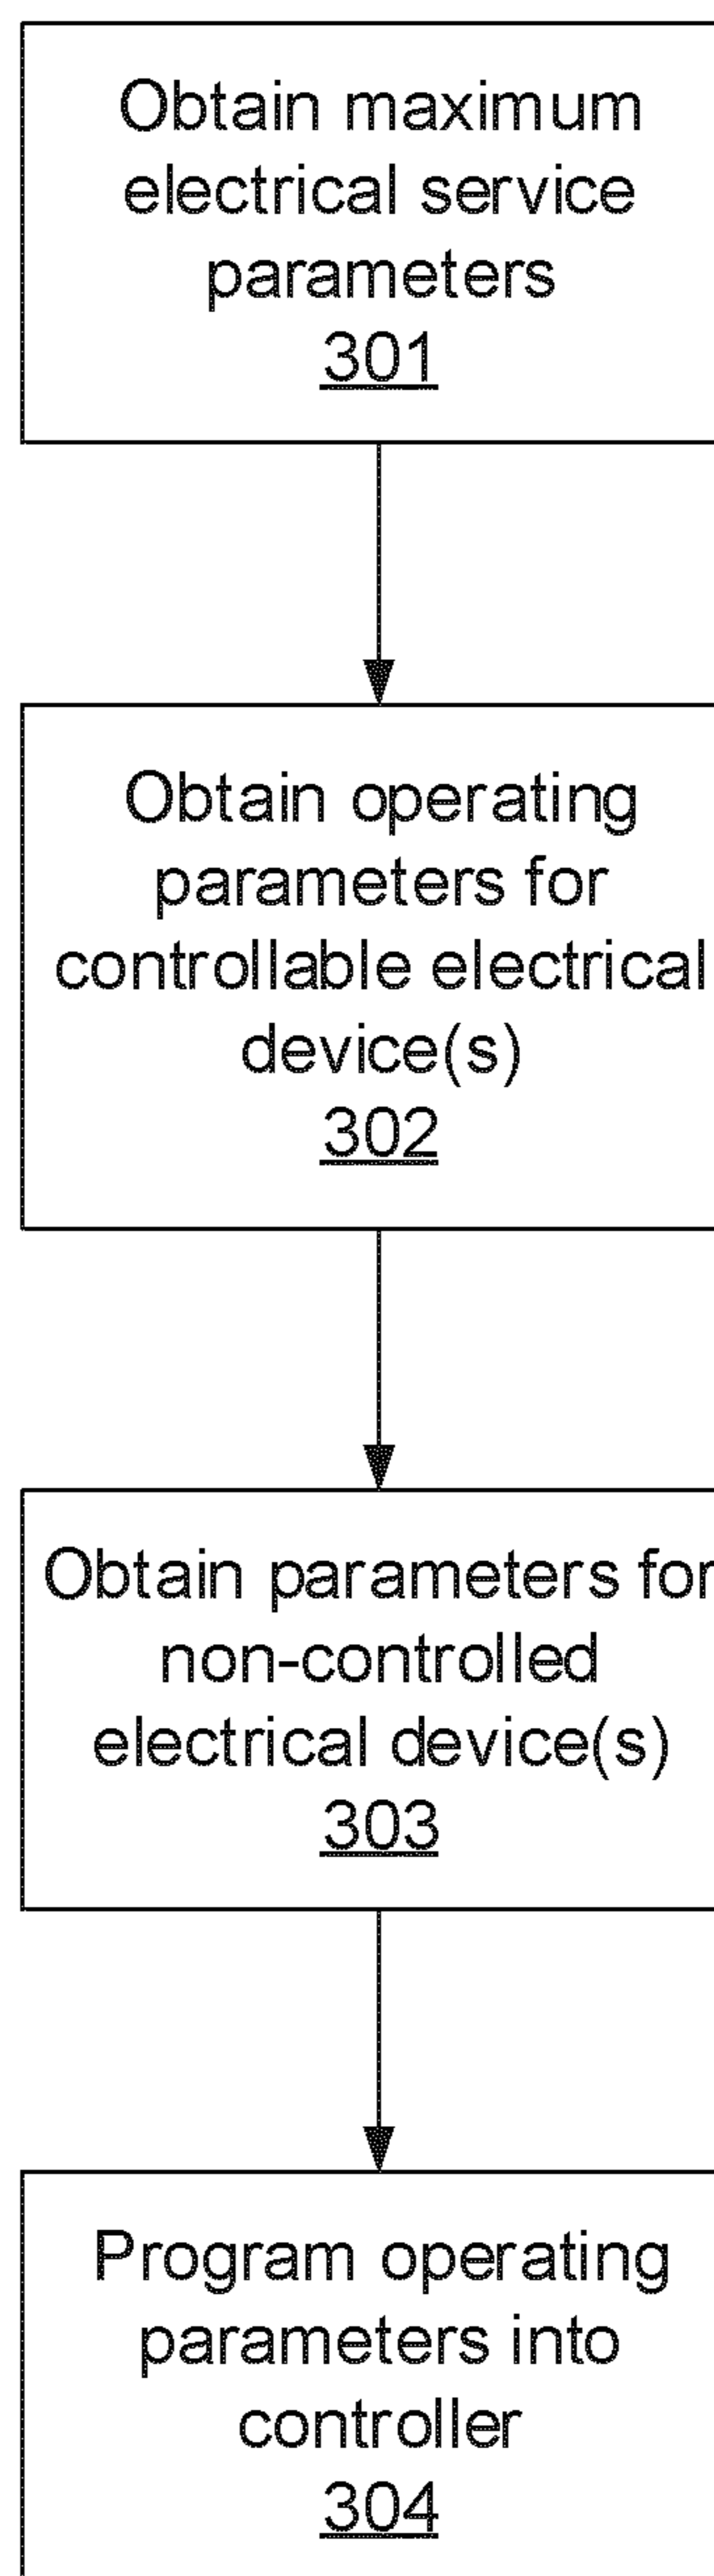 Obtain maximum
electrical service
parameters
301
Obtain operating
parameters for
controllable electrical
device(s)
302
Obtain parameters for
non-controlled
electrical device(s)
303
Program operating
parameters into
controller
304